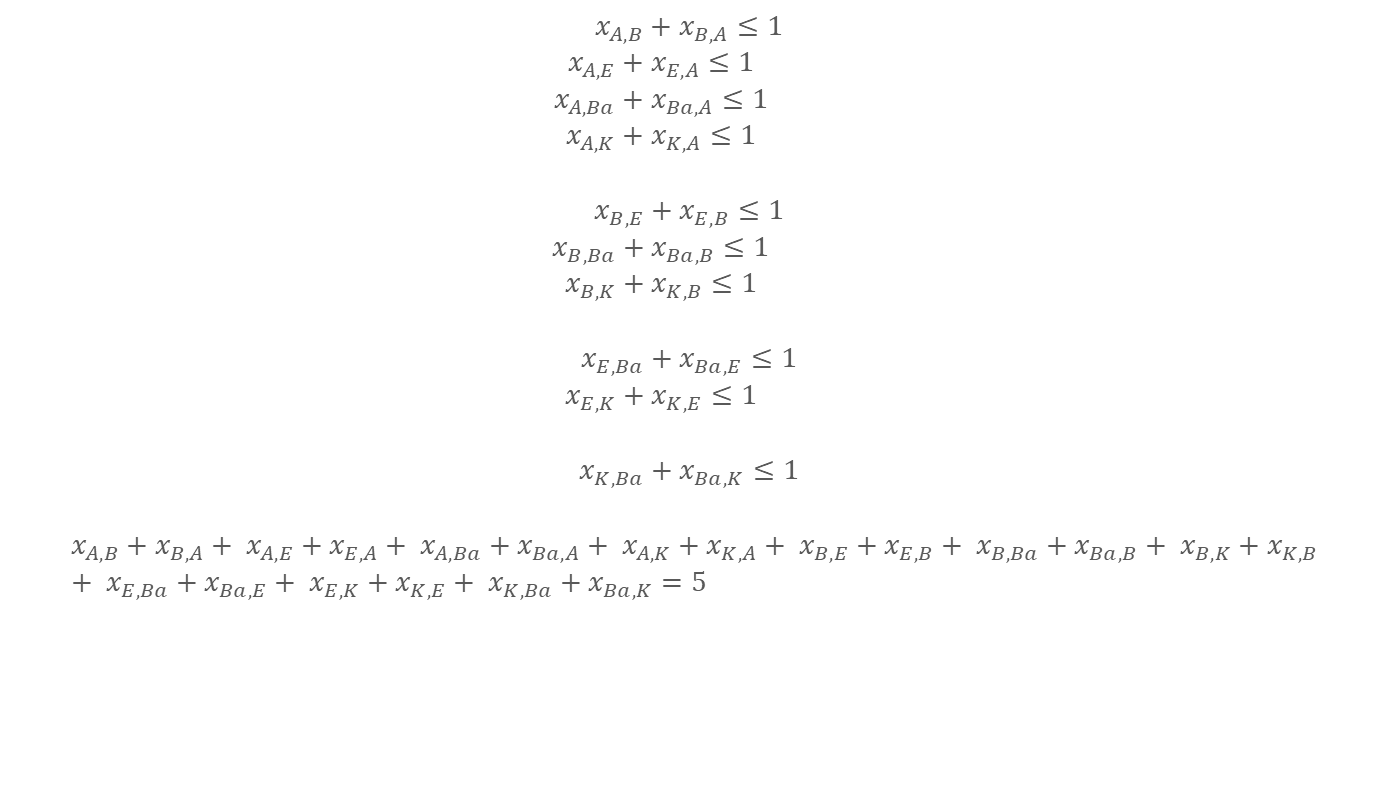 x_{A,B} + x_{B,A} ≤ 1
x_{A,E} + x_{E,A} ≤ 1
x_{A,Ba} + x_{Ba,A} ≤ 1
x_{A,K} + x_{K,A} ≤ 1
x_{B,E} + x_{E,B} ≤ 1
x_{B,Ba} + x_{Ba,B} ≤ 1
x_{B,K} + x_{K,B} ≤ 1
x_{E,Ba} + x_{Ba,E} ≤ 1
x_{E,K} + x_{K,E} ≤ 1
x_{K,Ba} + x_{Ba,K} ≤ 1
x_{A,B} + x_{B,A} + x_{A,E} + x_{E,A} + x_{A,Ba} + x_{Ba,A} + x_{A,K} + x_{K,A} + x_{B,E} + x_{E,B} + x_{B,Ba} + x_{Ba,B} + x_{B,K} + x_{K,B}
+ x_{E,Ba} + x_{Ba,E} + x_{E,K} + x_{K,E} + x_{K,Ba} + x_{Ba,K} = 5